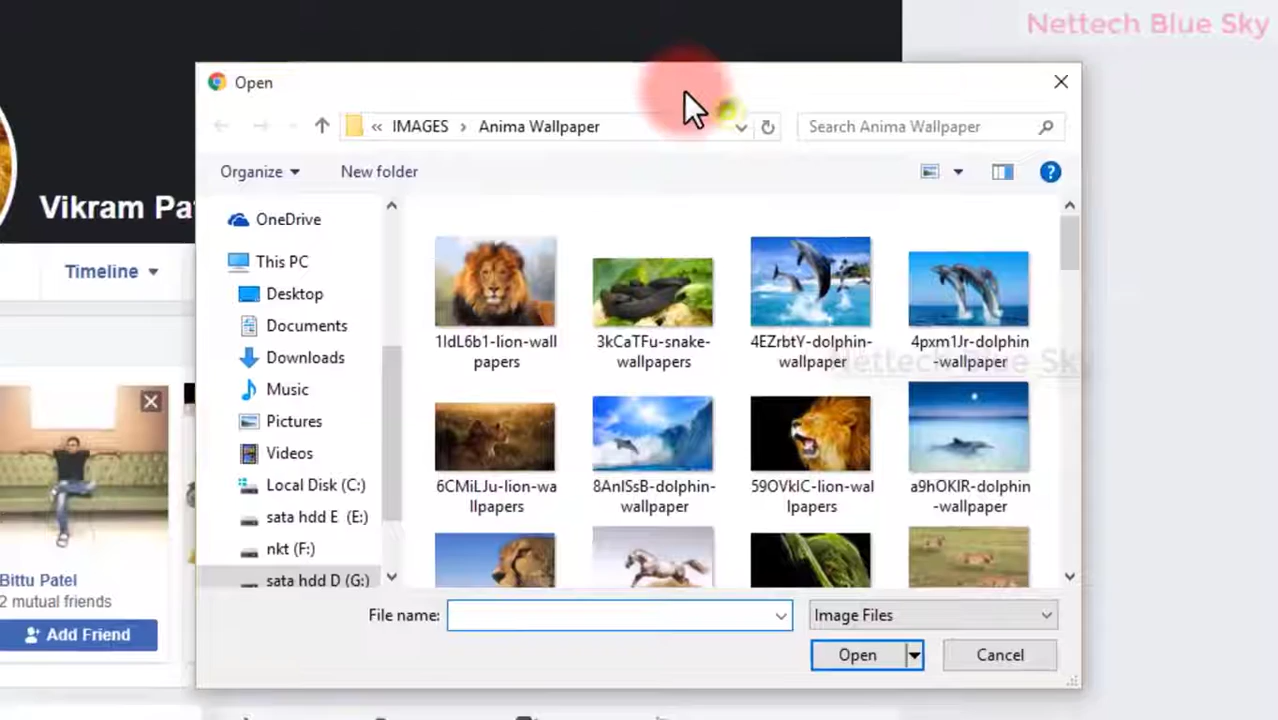 Nettech Blue Sky
Open
« IMAGES > Anima Wallpaper
Search Anima Wallpaper
Organize
New folder
Vikram Pa
Timeline
OneDrive
This PC
Desktop
Documents
Downloads
Music
Pictures
Videos
Local Disk (C:)
sata hdd E (E:)
nkt (F:)
sata hdd D (G:)
1IdL6b1-lion-wall
papers
3kCaTFu-snake-
wallpapers
4EZrbtY-dolphin-
wallpaper
4pxm1Jr-dolphin
-wallpaper
Nettech Blue Sky
6CMiLJu-lion-wa
llpapers
8AnISsB-dolphin-
wallpaper
59OVkIC-lion-wal
lpapers
a9hOKIR-dolphin
-wallpaper
Bittu Patel
2 mutual friends
Add Friend
File name:
Image Files
Open
Cancel